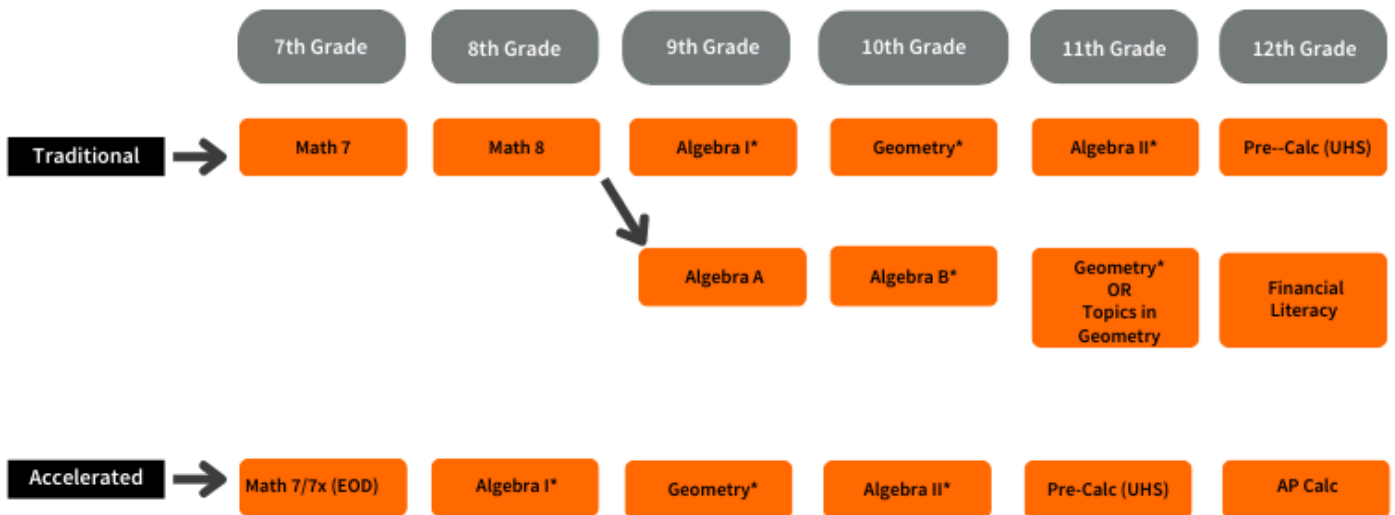 7th Grade
8th Grade
9th Grade
10th Grade
11th Grade
12th Grade
Traditional
Math 7
Math 8
Algebra I*
Geometry*
Algebra II*
Pre--Calc (UHS)
Algebra A
Algebra B*
Geometry*
OR
Topics in
Geometry
Financial
Literacy
Accelerated
Math 7/7x (EOD)
Algebra I*
Geometry*
Algebra II*
Pre-Calc (UHS)
AP Calc